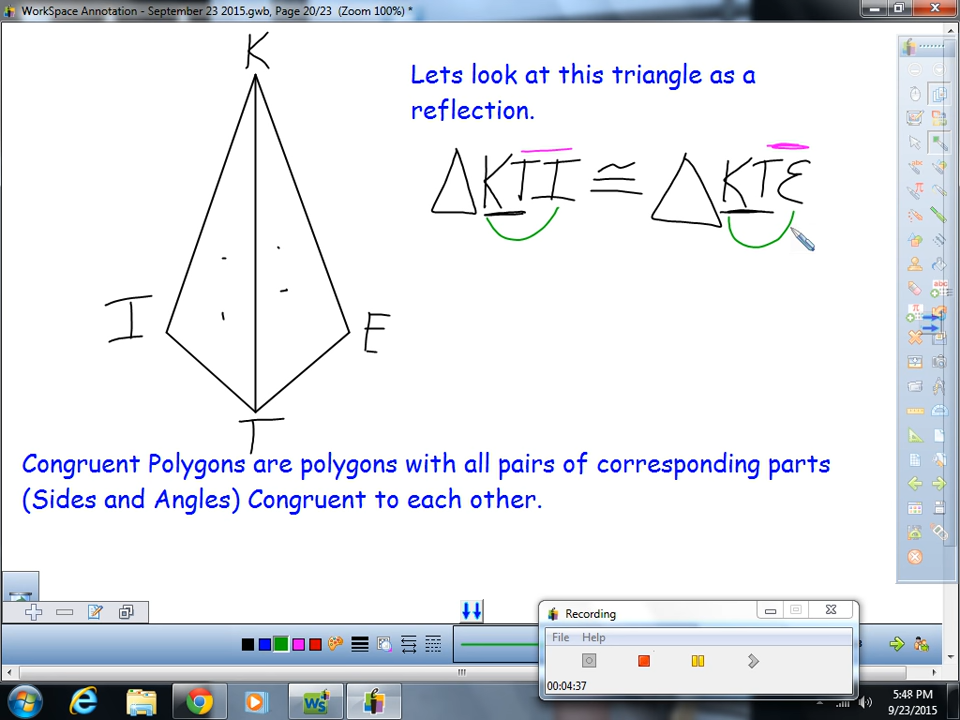 WorkSpace Annotation - September 23 2015.gwb, Page 20/23 (Zoom 100%) *
K
Lets look at this triangle as a
reflection.
Δ KTI ≅ Δ KTE
I
E
T
Congruent Polygons are polygons with all pairs of corresponding parts
(Sides and Angles) Congruent to each other.
Recording
File Help
00:04:37
5:48 PM
9/23/2015